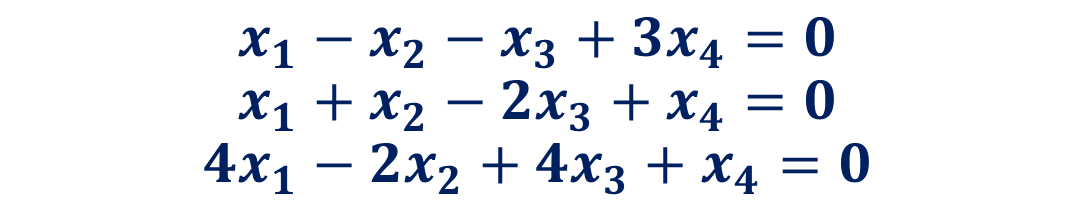 x₁ − x₂ − x₃ + 3x₄ = 0
x₁ + x₂ − 2x₃ + x₄ = 0
4x₁ − 2x₂ + 4x₃ + x₄ = 0